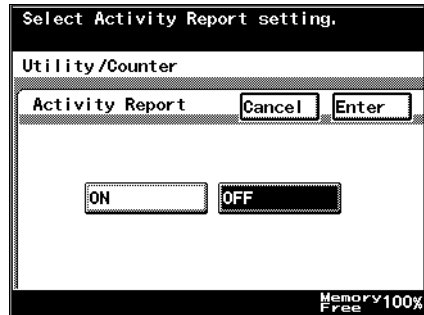 Select Activity Report setting.
Utility/Counter
Activity Report Cancel Enter
ON OFF
Memory Free 100%